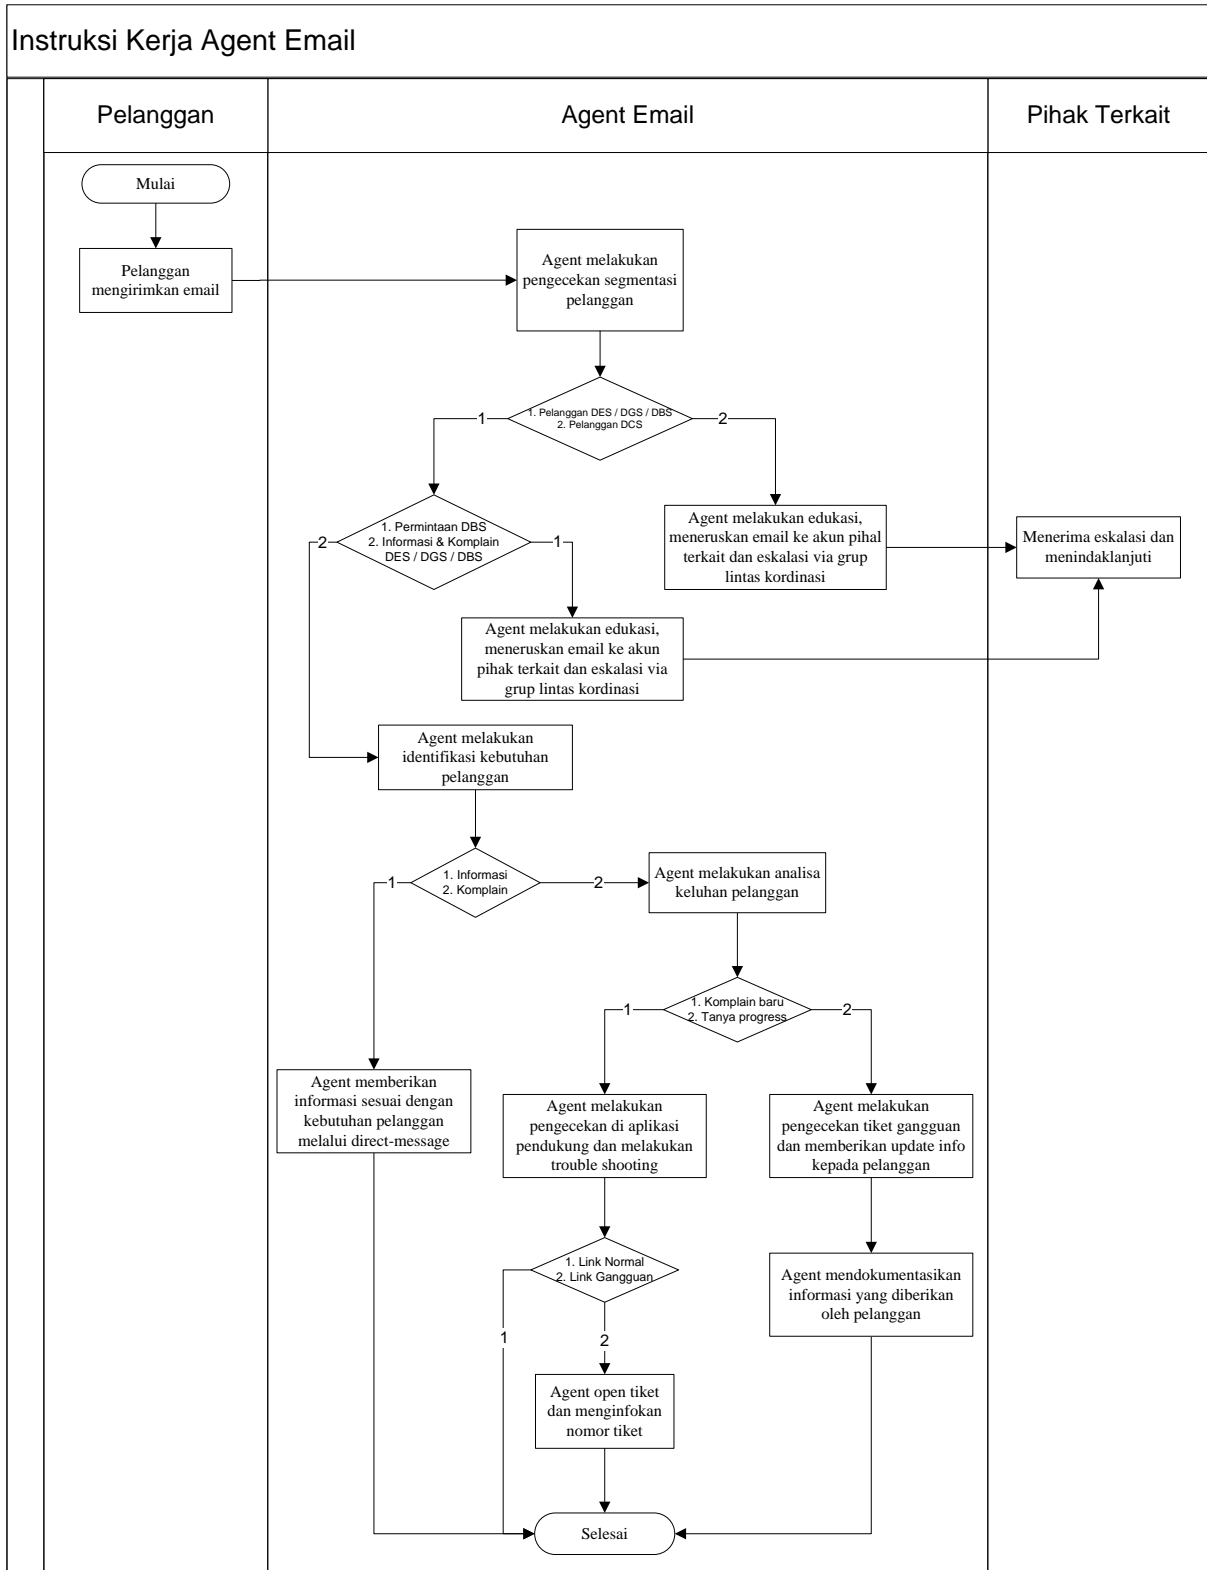 Instruksi Kerja Agent Email
Pelanggan
Agent Email
Pihak Terkait
Mulai
Pelanggan
mengirimkan email
Agent melakukan
pengecekan segmentasi
pelanggan
1. Pelanggan DES / DGS / DBS
2. Pelanggan DCS
1
2
1. Permintaan DBS
2. Informasi & Komplain
DES / DGS / DBS
2
1
Agent melakukan edukasi,
meneruskan email ke akun pihal
terkait dan eskalasi via grup
lintas kordinasi
Menerima eskalasi dan
menindaklanjuti
Agent melakukan edukasi,
meneruskan email ke akun
pihak terkait dan eskalasi via
grup lintas kordinasi
Agent melakukan
identifikasi kebutuhan
pelanggan
1. Informasi
2. Komplain
1
2
Agent melakukan analisa
keluhan pelanggan
1. Komplain baru
2. Tanya progress
1
2
Agent memberikan
informasi sesuai dengan
kebutuhan pelanggan
melalui direct-message
Agent melakukan
pengecekan di aplikasi
pendukung dan melakukan
trouble shooting
Agent melakukan
pengecekan tiket gangguan
dan memberikan update info
kepada pelanggan
1. Link Normal
2. Link Gangguan
1
2
Agent mendokumentasikan
informasi yang diberikan
oleh pelanggan
Agent open tiket
dan menginfokan
nomor tiket
Selesai